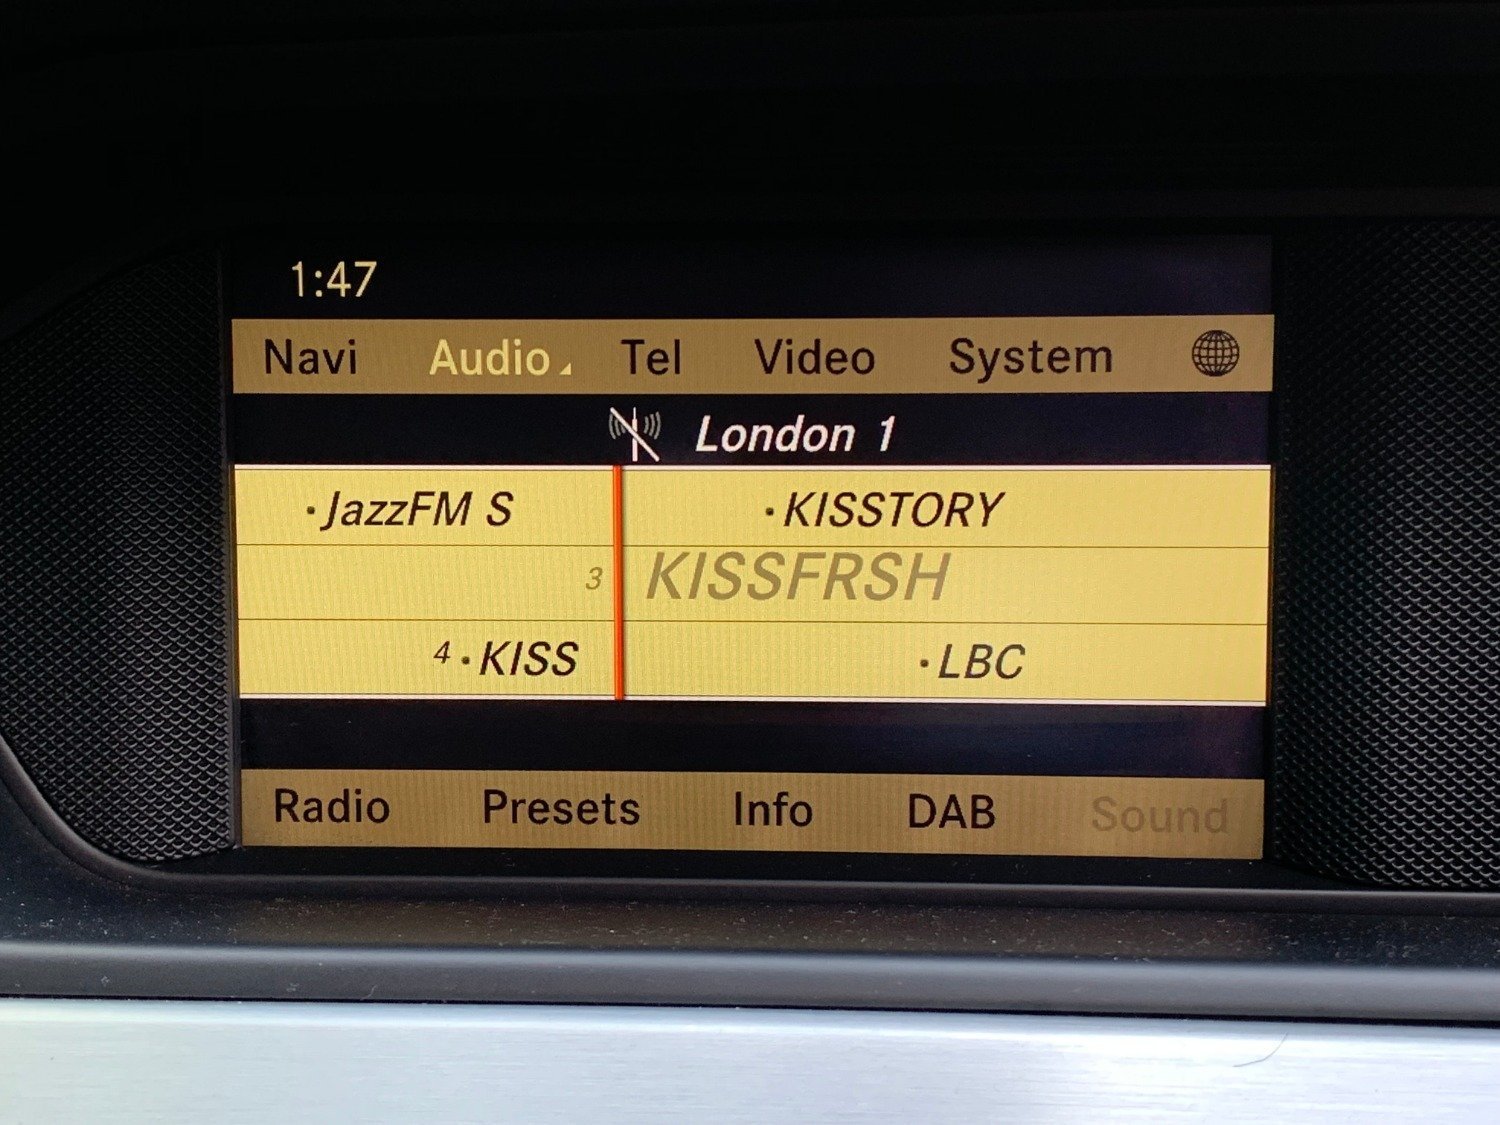 1:47
Navi Audio Tel Video System
London 1
·JazzFM S ·KISSTORY
3 KISSFRSH
4 ·KISS ·LBC
Radio Presets Info DAB Sound